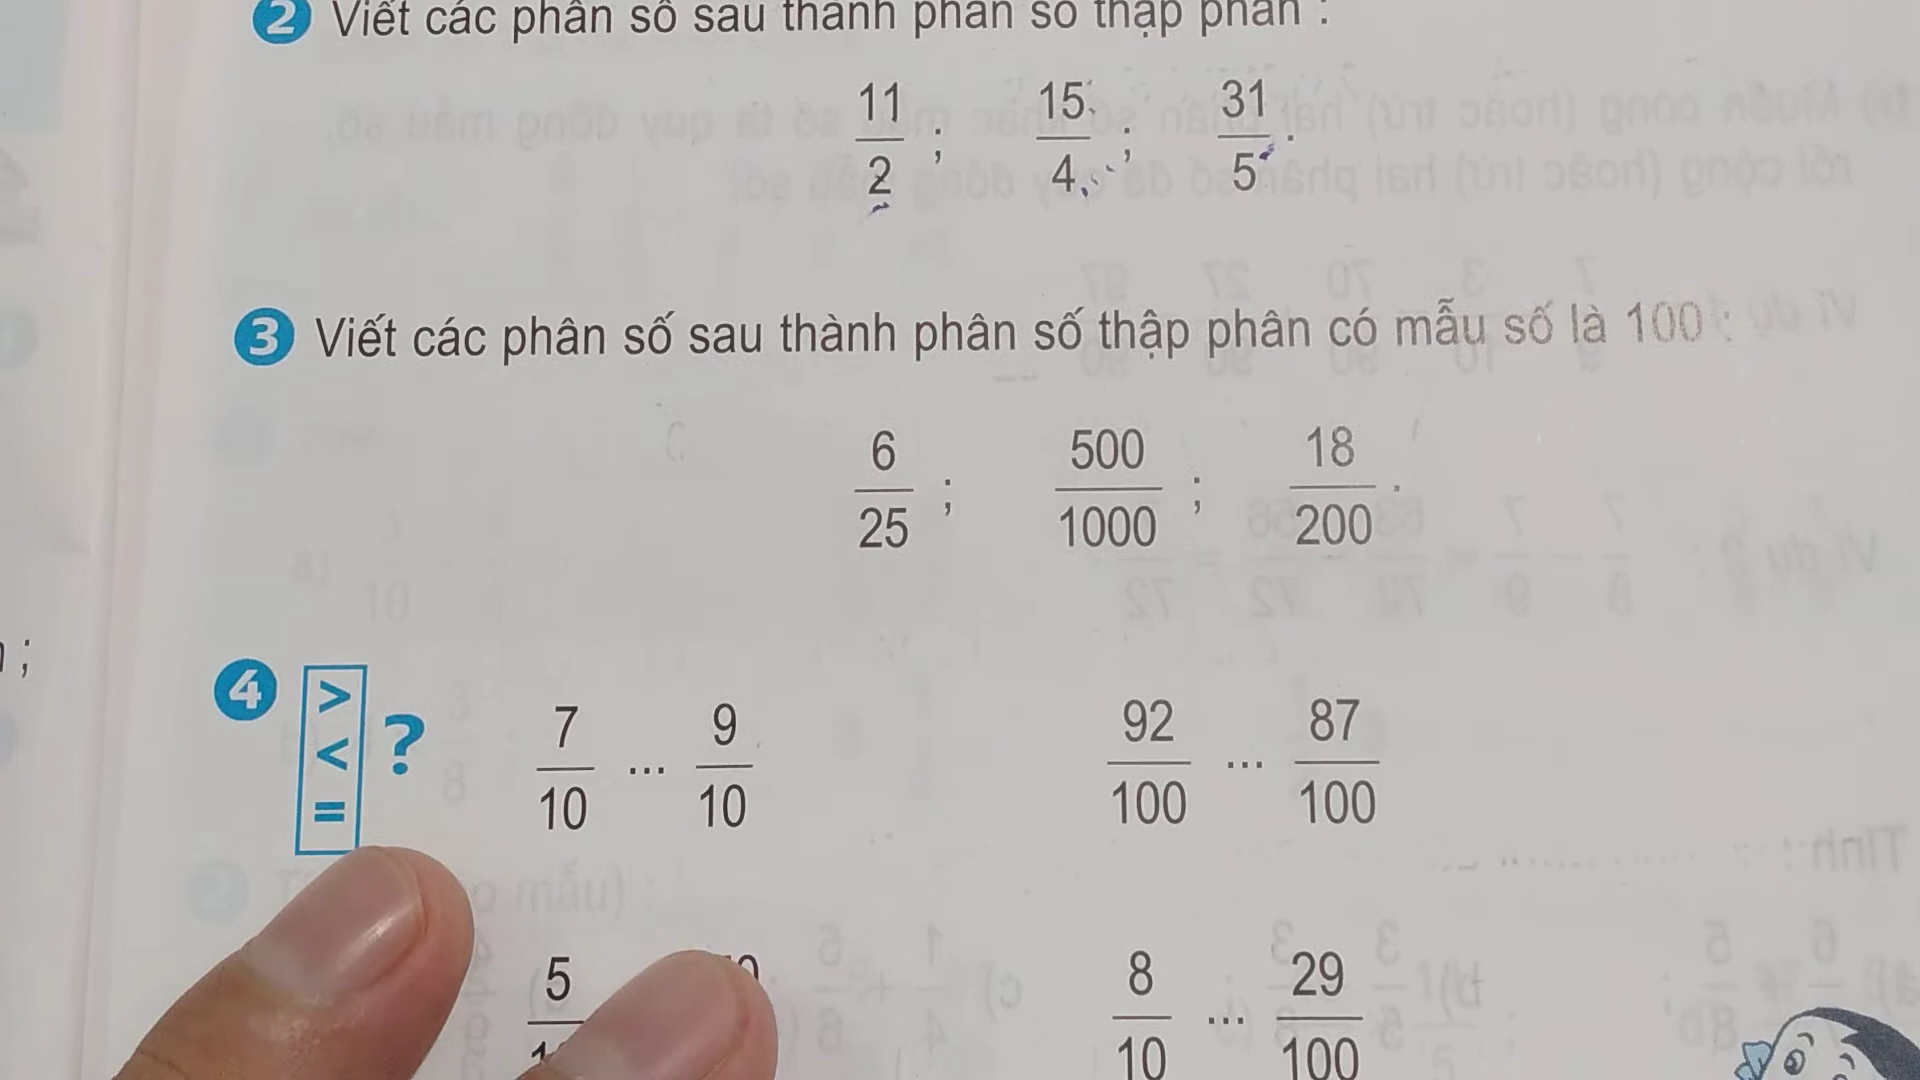 2 Viết các phân số sau thành phân số thập phân :
11/2 ; 15/4 ; 31/5 .
3 Viết các phân số sau thành phân số thập phân có mẫu số là 100 :
6/25 ; 500/1000 ; 18/200 .
;
4 > < = ? 7/10 ... 9/10 92/100 ... 87/100
5 8/10 ... 29/100